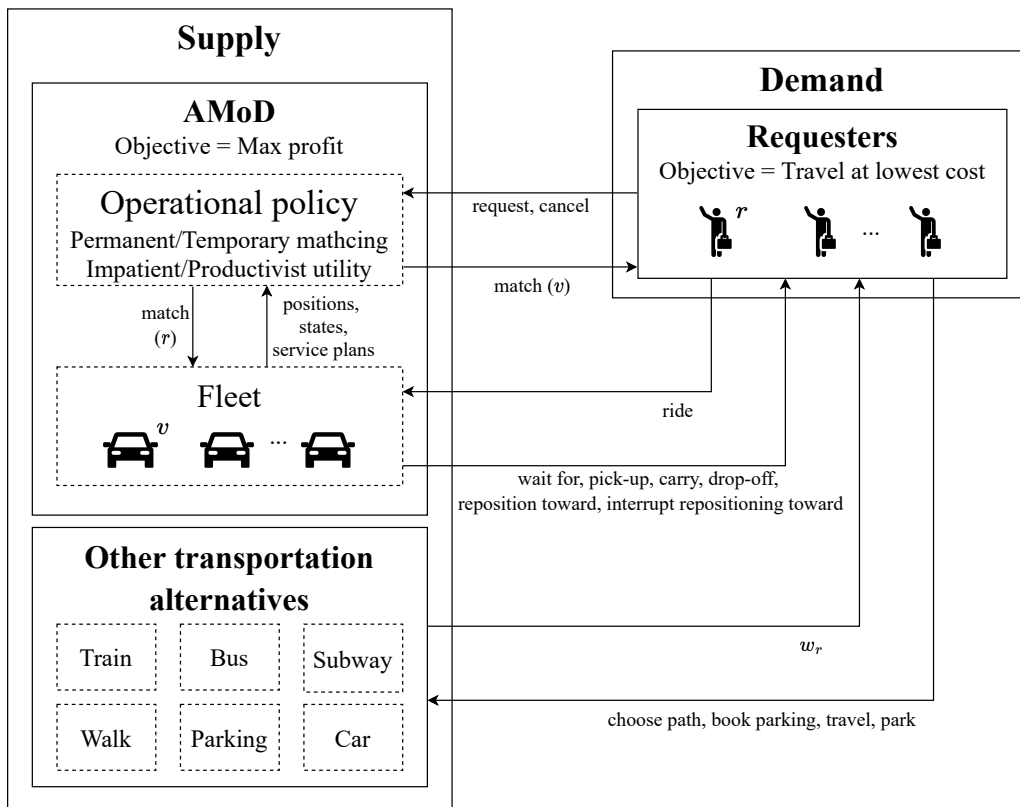 Supply
AMoD
Objective = Max profit
Operational policy
Permanent/Temporary mathcing
Impatient/Productivist utility
match
(r)
positions,
states,
service plans
Fleet
v
...
Other transportation
alternatives
Train
Bus
Subway
Walk
Parking
Car
Demand
Requesters
Objective = Travel at lowest cost
r
...
request, cancel
match (v)
ride
wait for, pick-up, carry, drop-off,
reposition toward, interrupt repositioning toward
w_r
choose path, book parking, travel, park